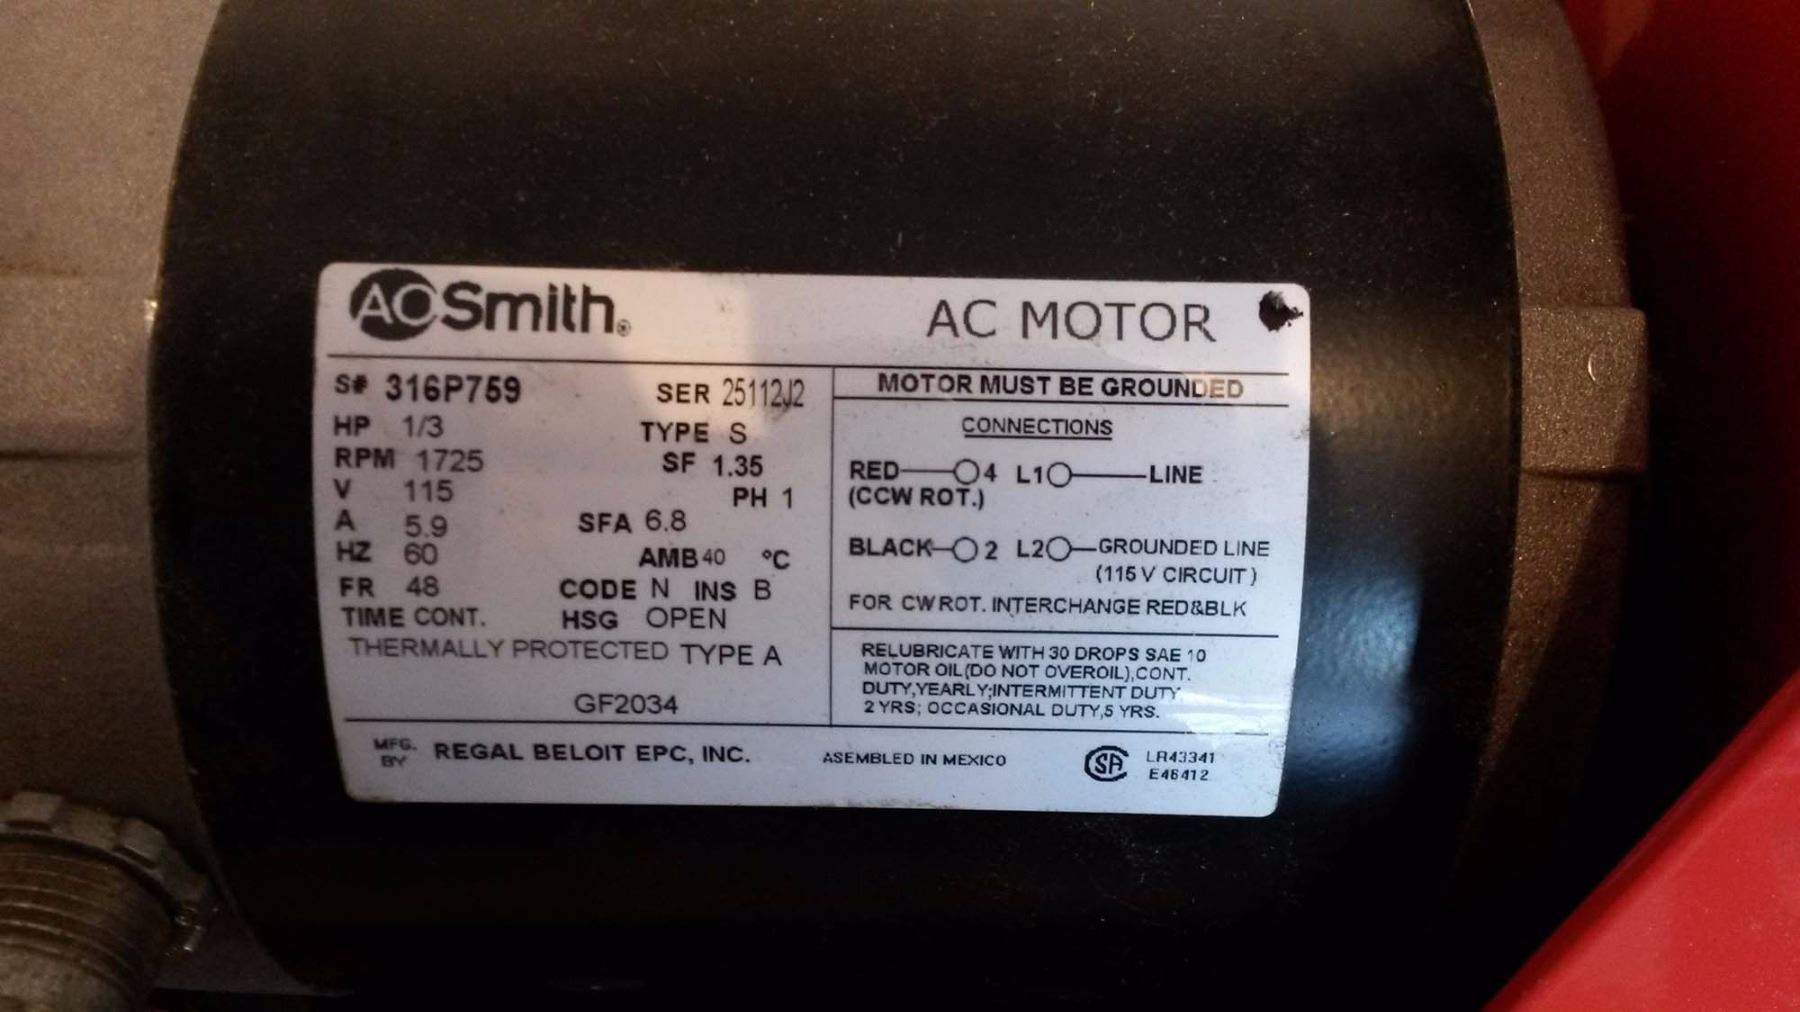 AO Smith®
AC MOTOR
S# 316P759 SER 25112J2
HP 1/3 TYPE S
RPM 1725 SF 1.35
V 115 PH 1
A 5.9 SFA 6.8
HZ 60 AMB 40 °C
FR 48 CODE N INS B
TIME CONT. HSG OPEN
THERMALLY PROTECTED TYPE A
GF2034
MOTOR MUST BE GROUNDED
CONNECTIONS
RED 4 L1 LINE
(CCW ROT.)
BLACK 2 L2 GROUNDED LINE
(115 V CIRCUIT)
FOR CW ROT. INTERCHANGE RED&BLK
RELUBRICATE WITH 30 DROPS SAE 10
MOTOR OIL(DO NOT OVEROIL),CONT.
DUTY,YEARLY;INTERMITTENT DUTY
2 YRS; OCCASIONAL DUTY,5 YRS.
MFG. BY REGAL BELOIT EPC, INC.
ASEMBLED IN MEXICO
SA
LR43341
E46412